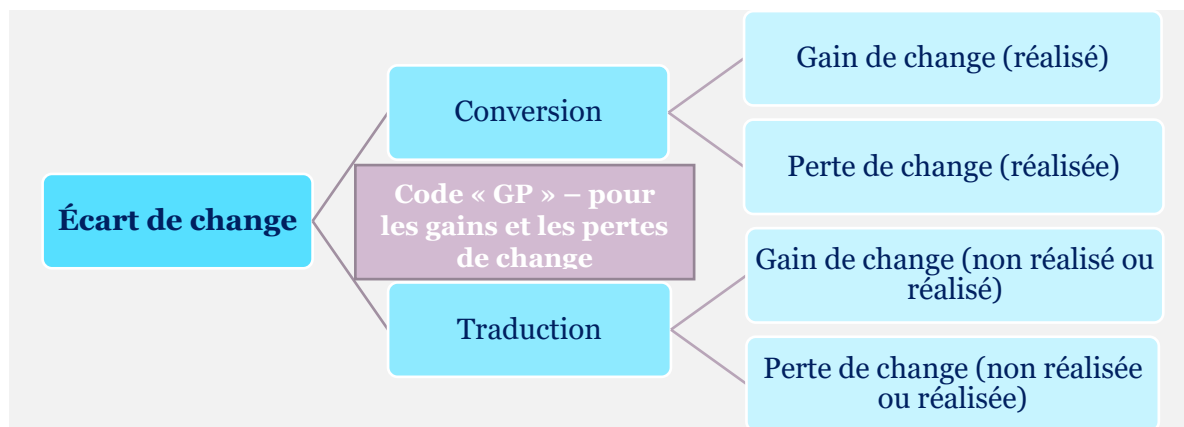 Écart de change
Conversion
Code « GP » – pour
les gains et les pertes
de change
Traduction
Gain de change (réalisé)
Perte de change (réalisée)
Gain de change (non réalisé ou
réalisé)
Perte de change (non réalisée
ou réalisée)